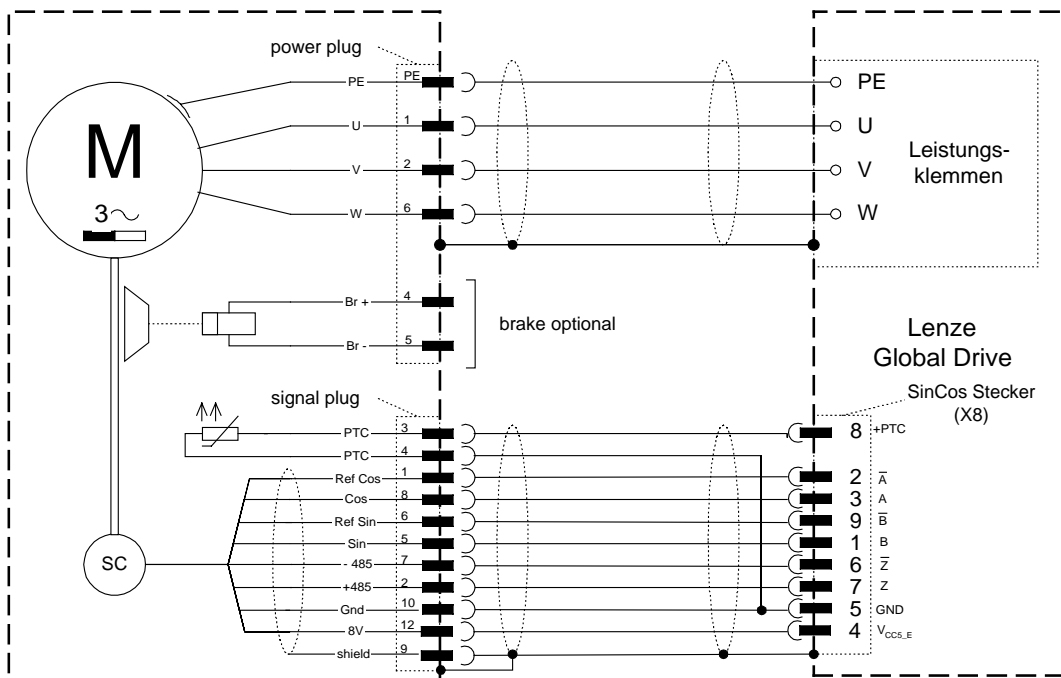 power plug
M
3
PE PE PE
U 1 U
V 2 V
W 6 W
Leistungs-
klemmen
Br + 4
Br - 5
brake optional
Lenze
Global Drive
SinCos Stecker
(X8)
signal plug
PTC 3 8 +PTC
PTC 4
Ref Cos 1 2 A̅
Cos 8 3 A
Ref Sin 6 9 B̅
Sin 5 1 B
- 485 7 6 Z̅
+485 2 7 Z
Gnd 10 5 GND
8V 12 4 VCC5_E
shield 9
SC